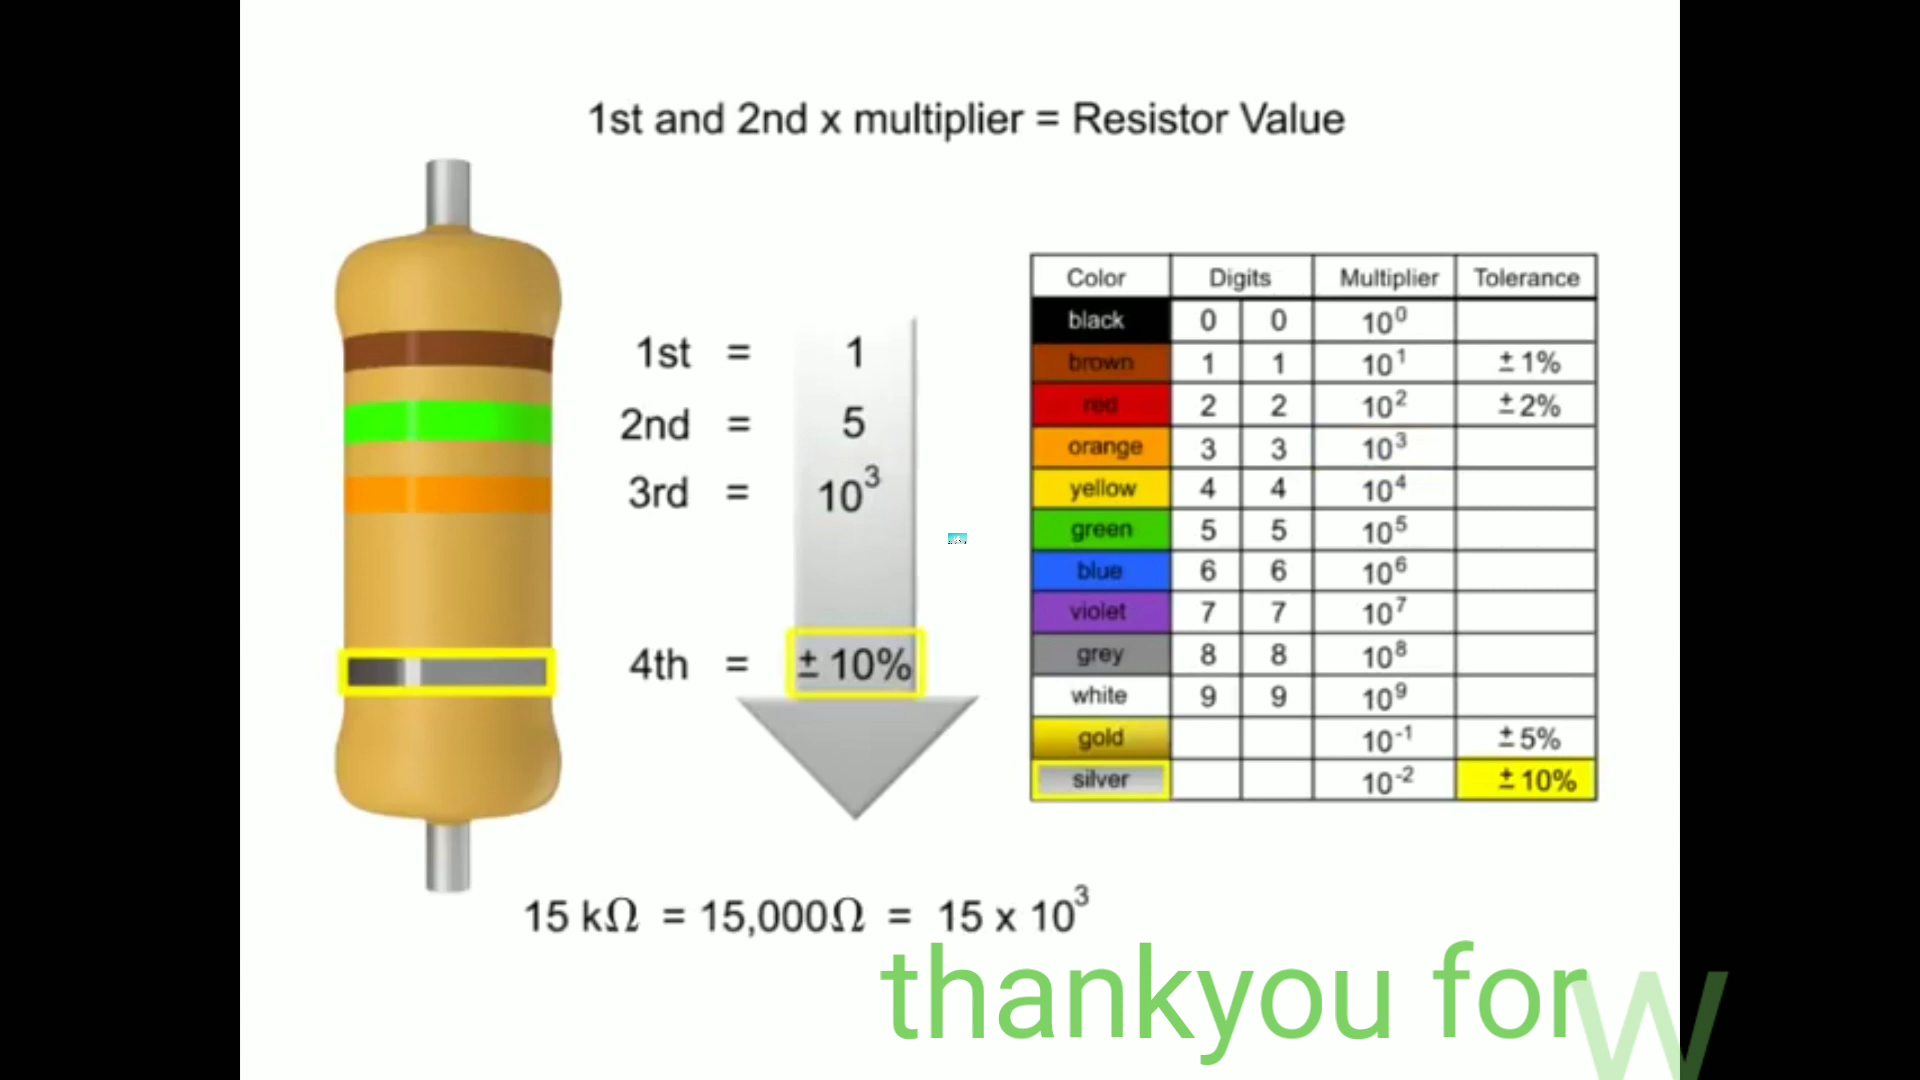 1st and 2nd x multiplier = Resistor Value
1st = 1
2nd = 5
3rd = 10³
4th = ± 10%
Color Digits Multiplier Tolerance
black 0 0 10⁰
brown 1 1 10¹ ± 1%
red 2 2 10² ± 2%
orange 3 3 10³
yellow 4 4 10⁴
green 5 5 10⁵
blue 6 6 10⁶
violet 7 7 10⁷
grey 8 8 10⁸
white 9 9 10⁹
gold 10⁻¹ ± 5%
silver 10⁻² ± 10%
15 kΩ = 15,000Ω = 15 x 10³
thankyou for w